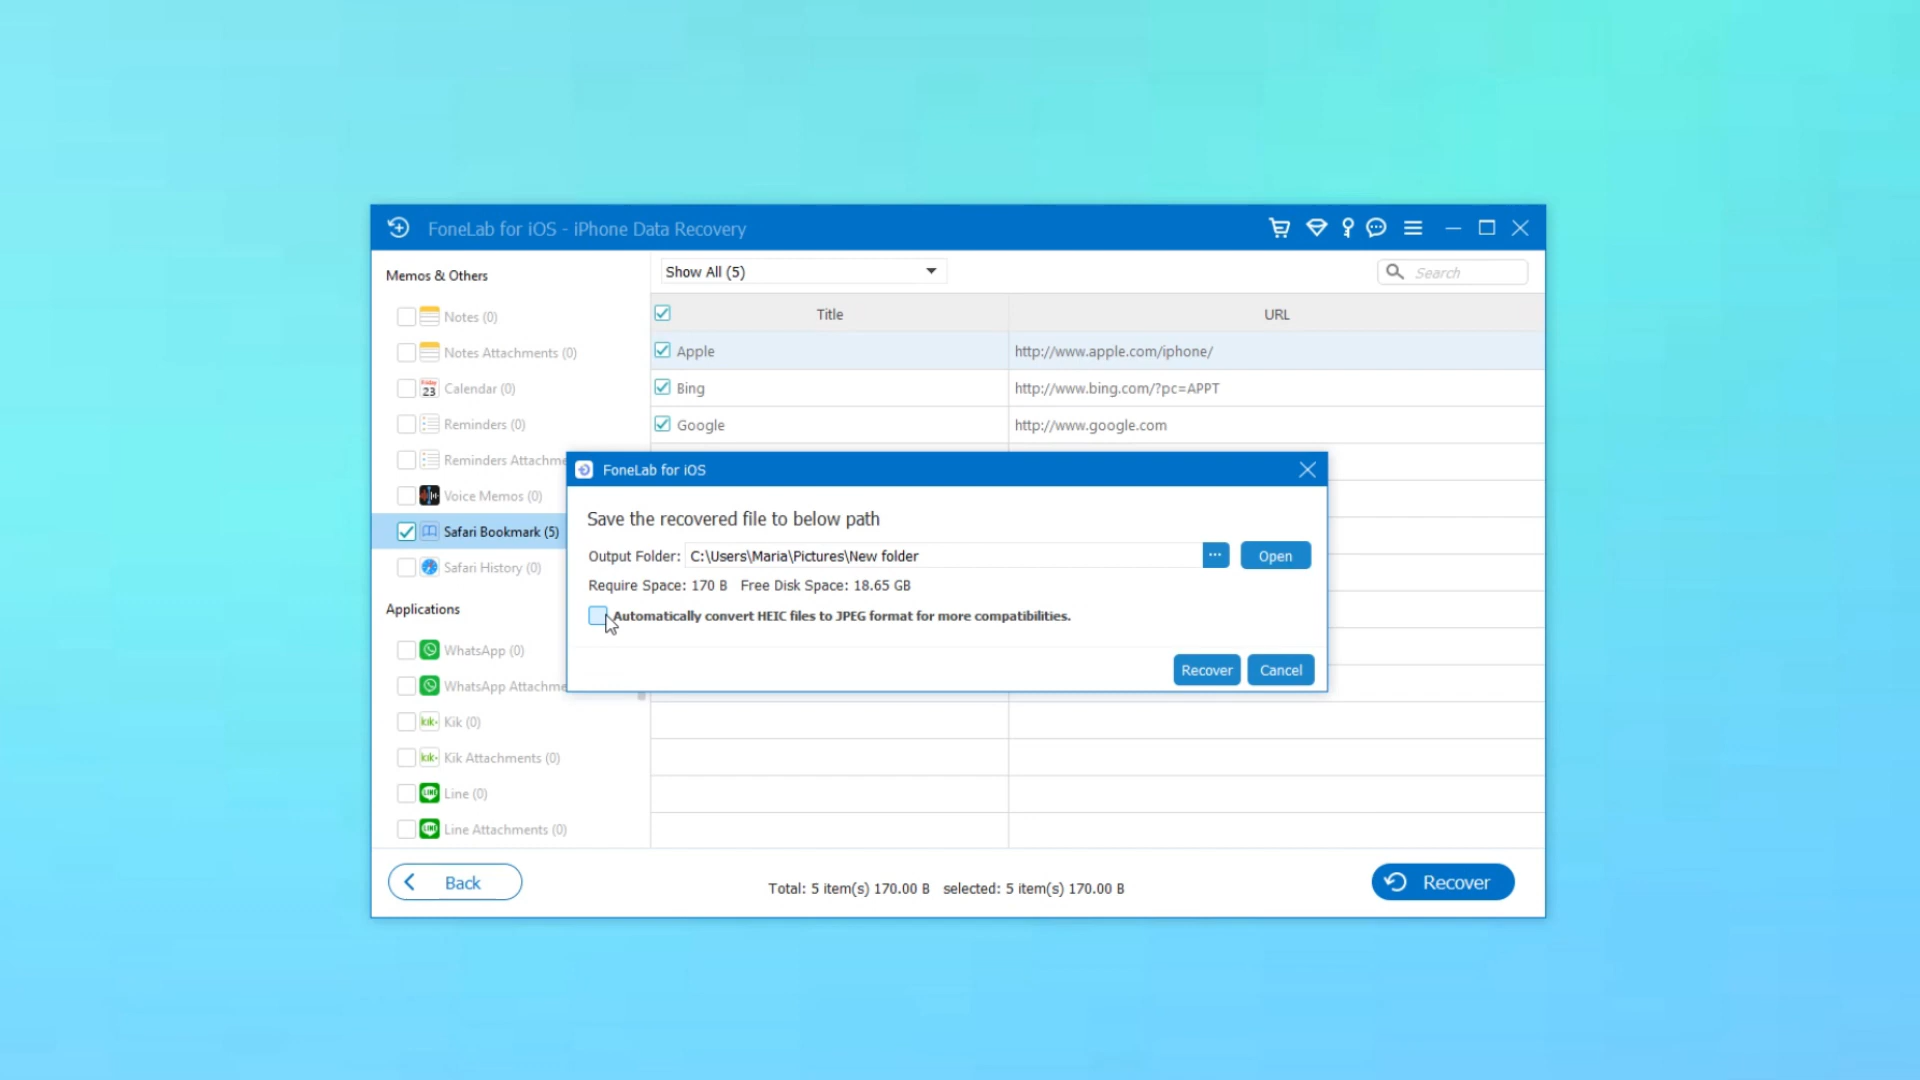 FoneLab for iOS - iPhone Data Recovery
Memos & Others
Notes (0)
Notes Attachments (0)
Friday 23 Calendar (0)
Reminders (0)
Reminders Attachme
Voice Memos (0)
Safari Bookmark (5)
Safari History (0)
Applications
WhatsApp (0)
WhatsApp Attachme
kik Kik (0)
kik Kik Attachments (0)
LINE Line (0)
LINE Line Attachments (0)
Back
Show All (5)
Search
Title URL
Apple http://www.apple.com/iphone/
Bing http://www.bing.com/?pc=APPT
Google http://www.google.com
FoneLab for iOS
Save the recovered file to below path
Output Folder: C:\Users\Maria\Pictures\New folder ... Open
Require Space: 170 B Free Disk Space: 18.65 GB
Automatically convert HEIC files to JPEG format for more compatibilities.
Recover Cancel
Total: 5 item(s) 170.00 B selected: 5 item(s) 170.00 B
Recover